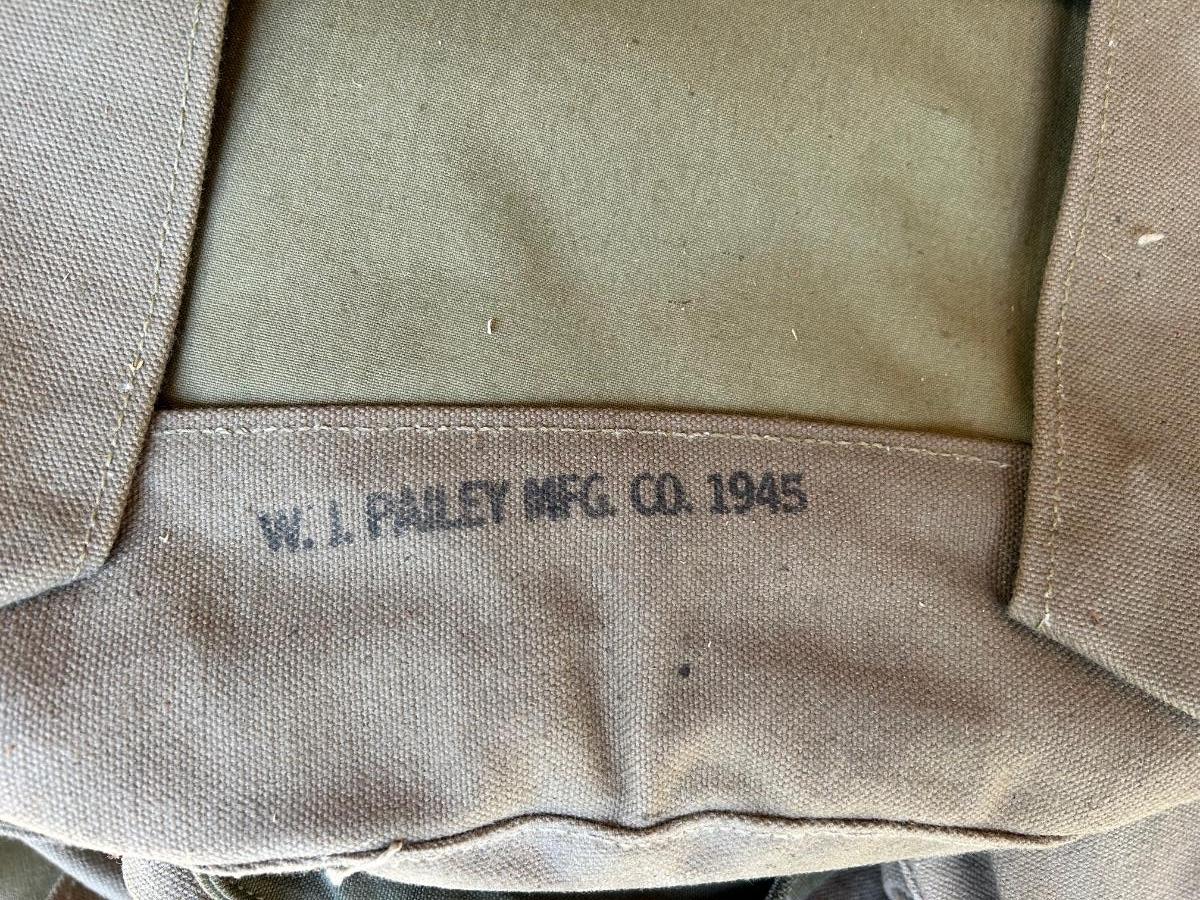 W. I. PAILEY MFG. CO. 1945